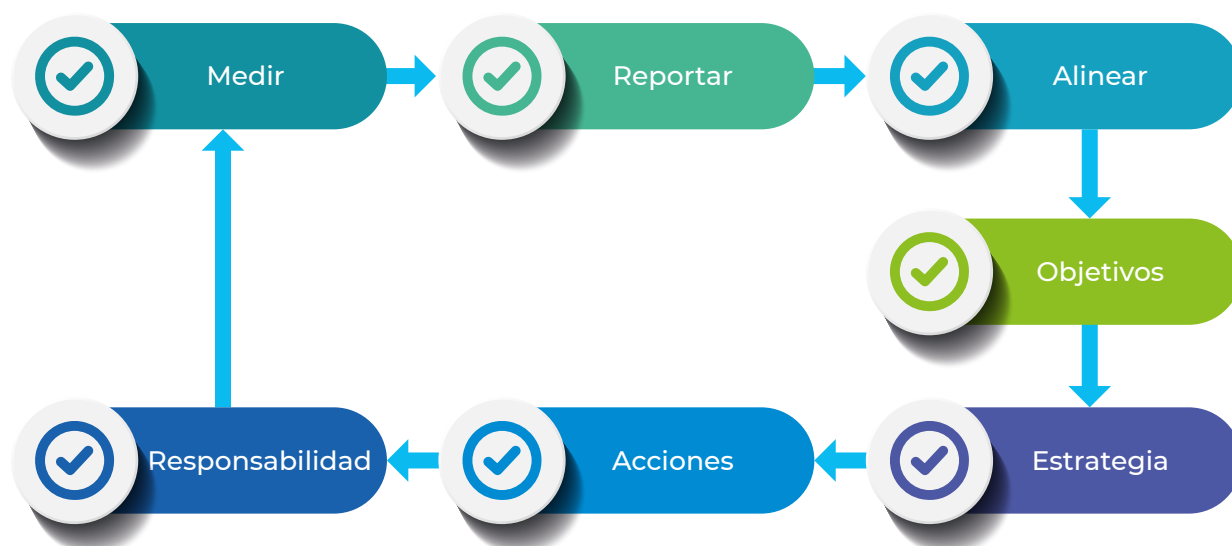 Medir
Reportar
Alinear
Objetivos
Responsabilidad
Acciones
Estrategia